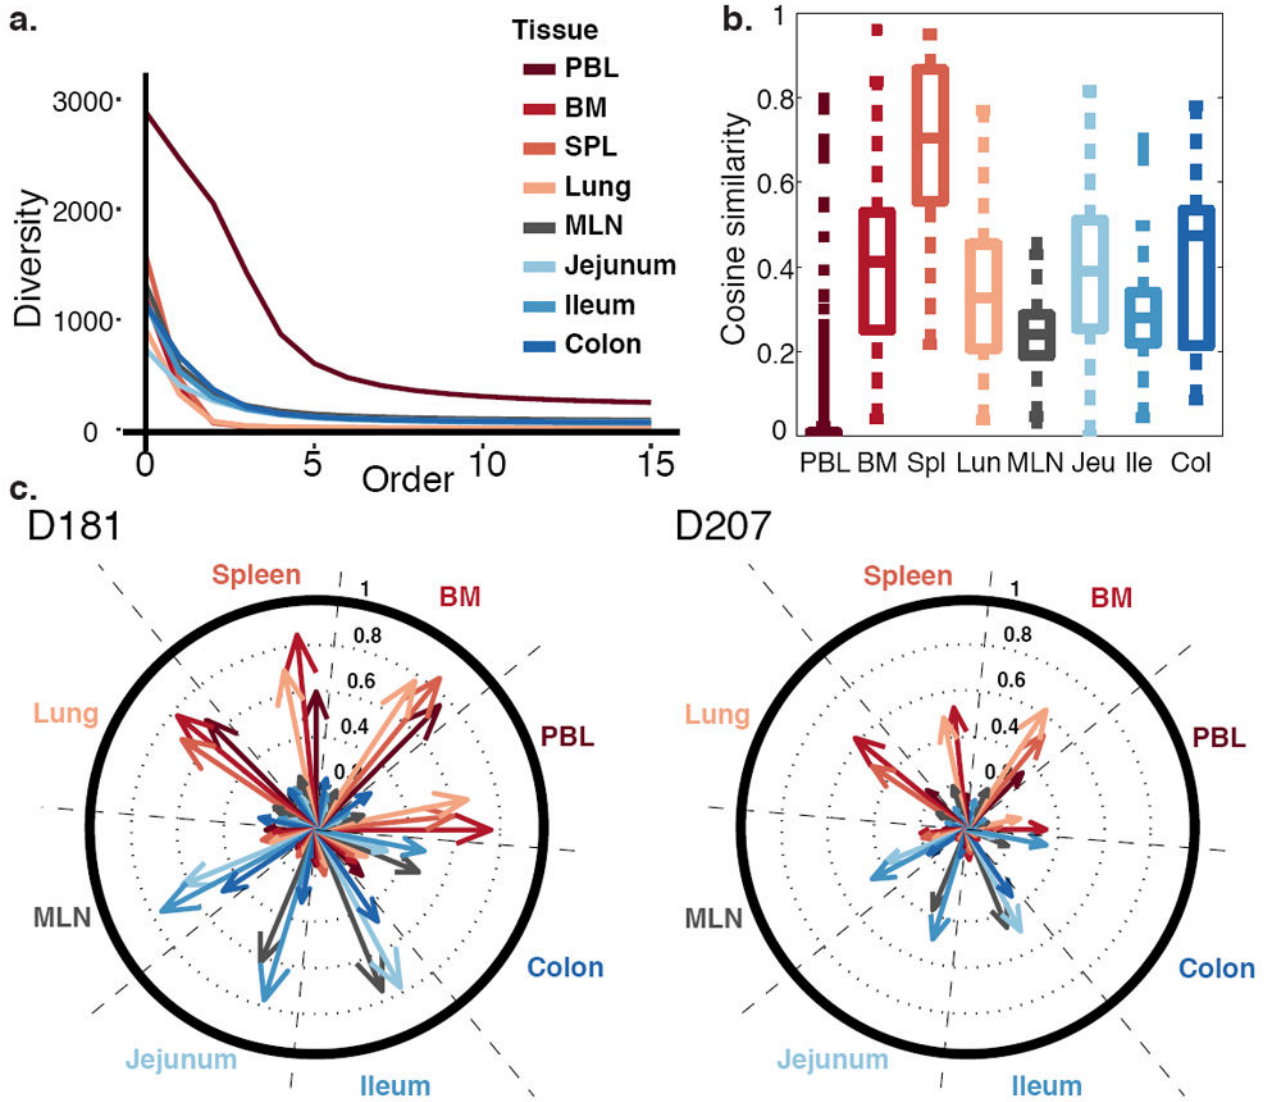 a.
Tissue
PBL
BM
SPL
Lung
MLN
Jejunum
Ileum
Colon
3000
2000
1000
0
Diversity
0 5 10 15
Order
b.
1
0.8
0.6
0.4
0.2
0
Cosine similarity
PBL BM Spl Lun MLN Jeu Ile Col
c.
D181
Spleen
BM
1
0.8
0.6
0.4
Lung
PBL
MLN
Colon
Jejunum
Ileum
D207
Spleen
BM
1
0.8
0.6
0.4
Lung
PBL
MLN
Colon
Jejunum
Ileum